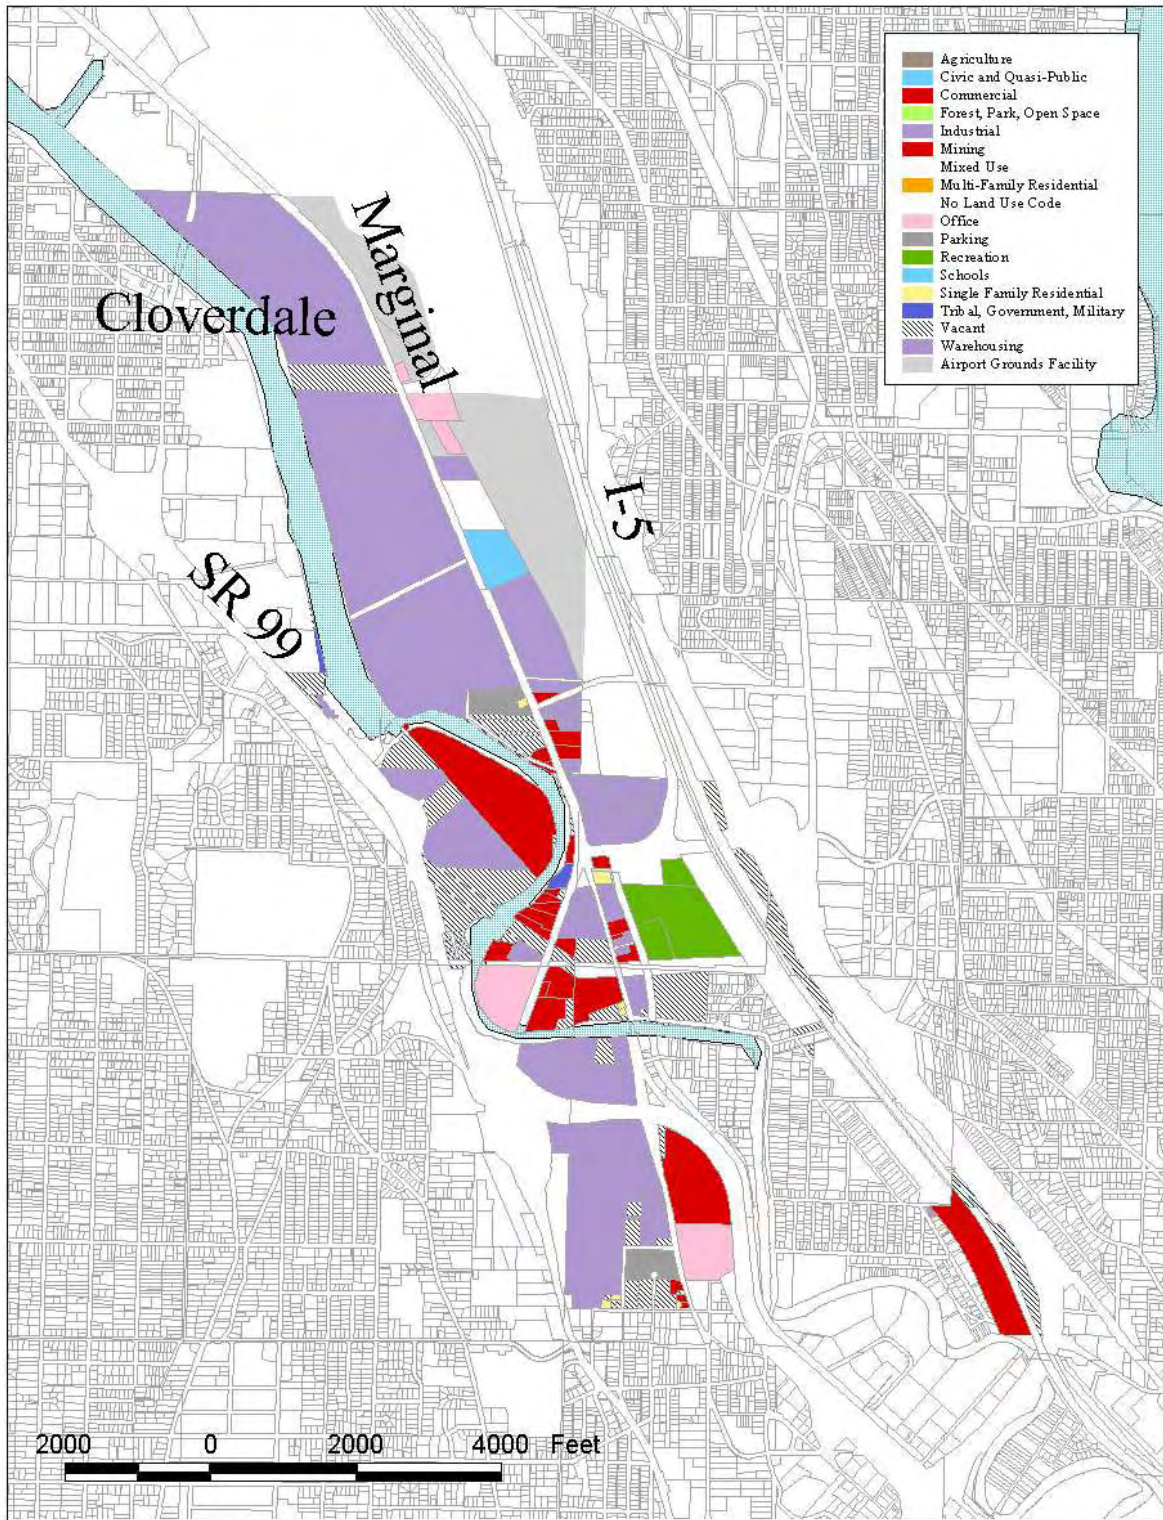 Agriculture
Civic and Quasi-Public
Commercial
Forest, Park, Open Space
Industrial
Mining
Mixed Use
Multi-Family Residential
No Land Use Code
Office
Parking
Recreation
Schools
Single Family Residential
Tribal, Government, Military
Vacant
Warehousing
Airport Grounds Facility
Marginal
Cloverdale
I-5
SR 99
2000 0 2000 4000 Feet